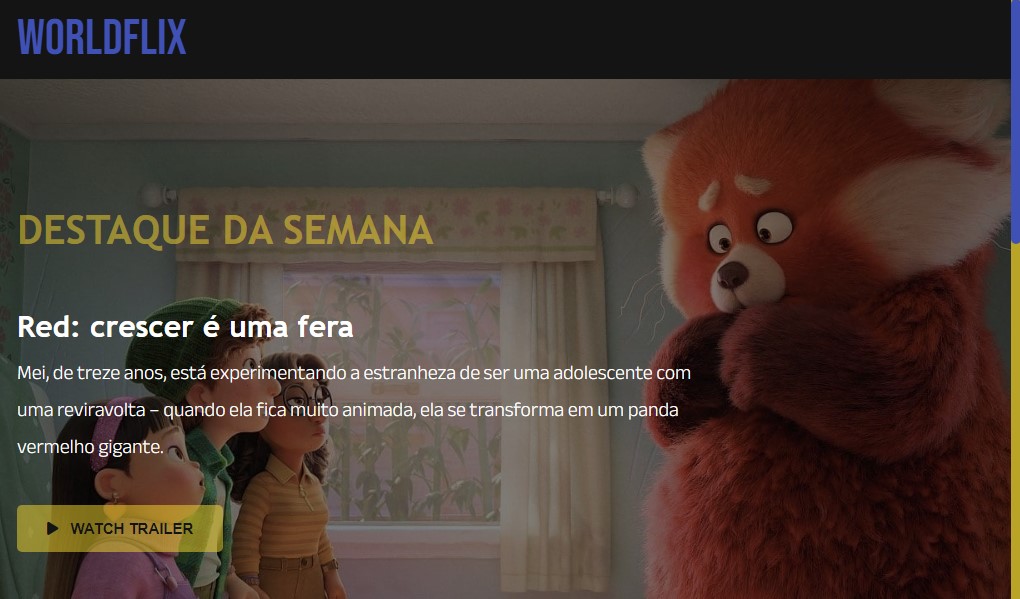 WORLDFLIX
DESTAQUE DA SEMANA
Red: crescer é uma fera
Mei, de treze anos, está experimentando a estranheza de ser uma adolescente com
uma reviravolta – quando ela fica muito animada, ela se transforma em um panda
vermelho gigante.
WATCH TRAILER